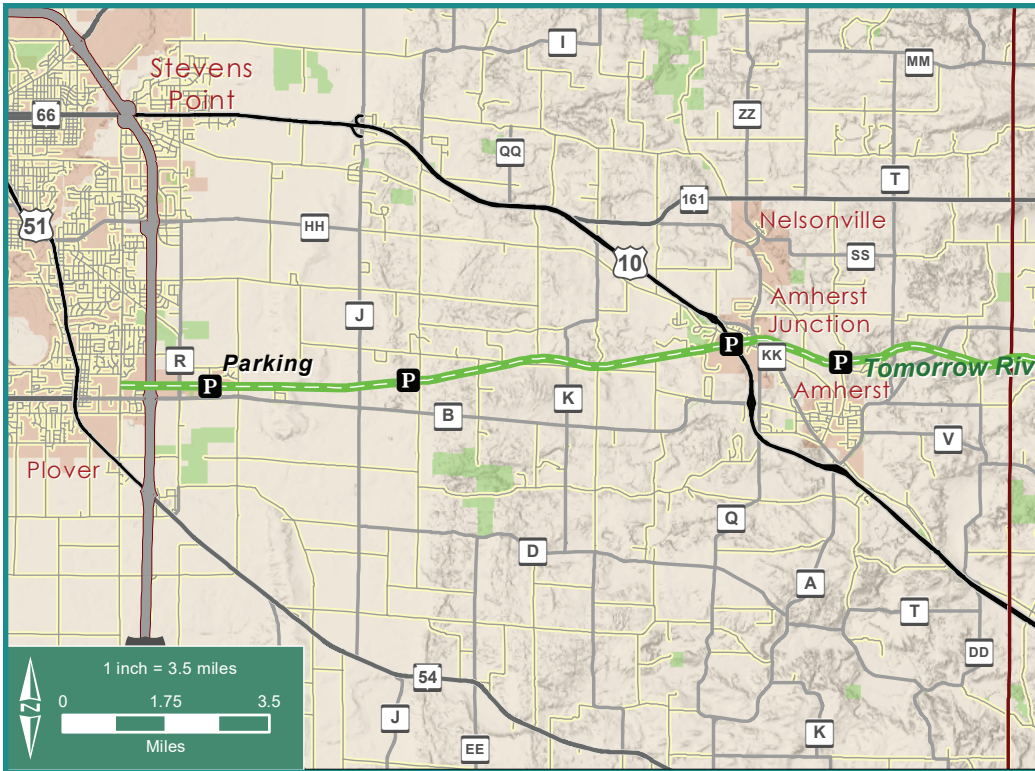 I
MM
Stevens
Point
66
ZZ
QQ
T
161
51
HH
Nelsonville
SS
10
Amherst
Junction
J
R
Parking
P
P
P
KK
P
Tomorrow Riv
Amherst
K
B
V
Plover
Q
D
A
T
DD
54
J
EE
K
1 inch = 3.5 miles
0 1.75 3.5
Miles
N